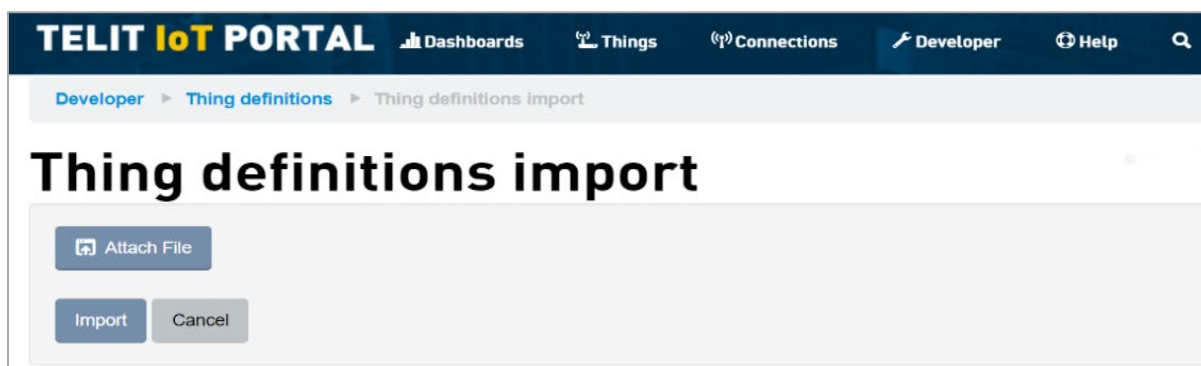 TELIT IoT PORTAL Dashboards Things Connections Developer Help
Developer Thing definitions Thing definitions import
Thing definitions import
Attach File
Import Cancel